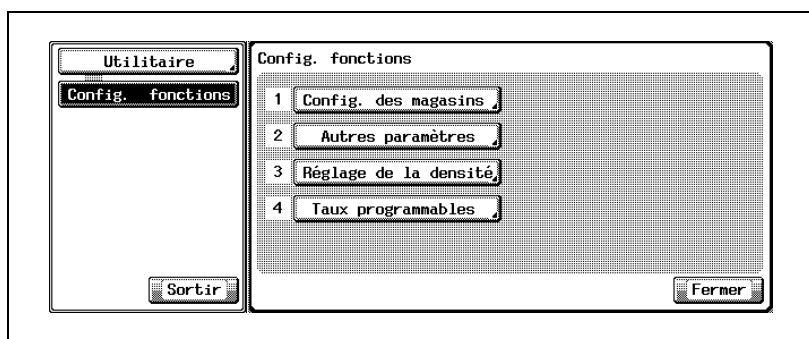 Utilitaire
Config. fonctions
Sortir
Config. fonctions
1 Config. des magasins
2 Autres paramètres
3 Réglage de la densité
4 Taux programmables
Fermer